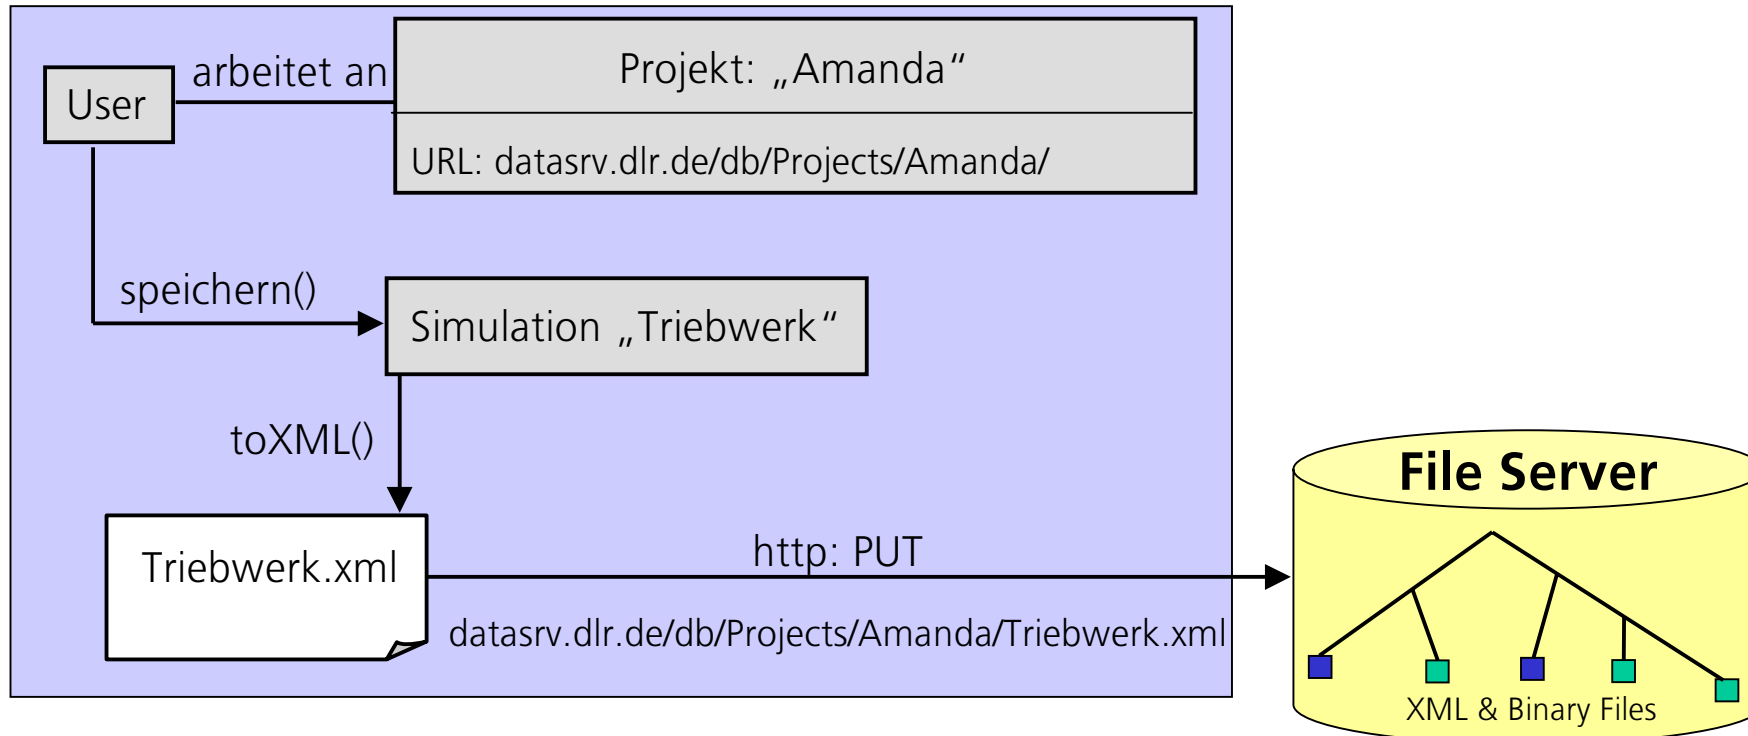 User
arbeitet an
Projekt: „Amanda“
URL: datasrv.dlr.de/db/Projects/Amanda/
speichern()
Simulation „Triebwerk“
toXML()
Triebwerk.xml
http: PUT
datasrv.dlr.de/db/Projects/Amanda/Triebwerk.xml
File Server
XML & Binary Files